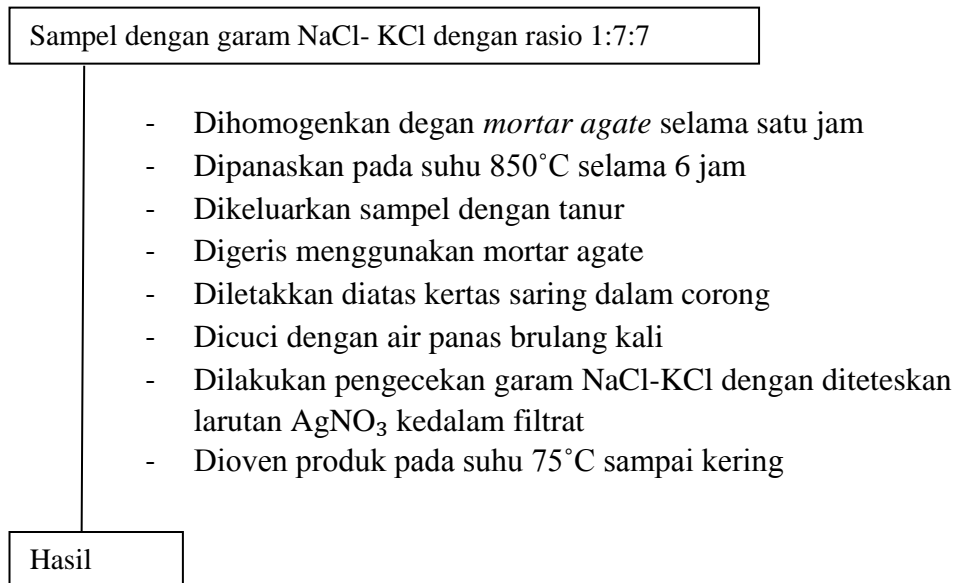 Sampel dengan garam NaCl- KCl dengan rasio 1:7:7
- Dihomogenkan degan mortar agate selama satu jam
- Dipanaskan pada suhu 850˚C selama 6 jam
- Dikeluarkan sampel dengan tanur
- Digeris menggunakan mortar agate
- Diletakkan diatas kertas saring dalam corong
- Dicuci dengan air panas brulang kali
- Dilakukan pengecekan garam NaCl-KCl dengan diteteskan
larutan AgNO₃ kedalam filtrat
- Dioven produk pada suhu 75˚C sampai kering
Hasil